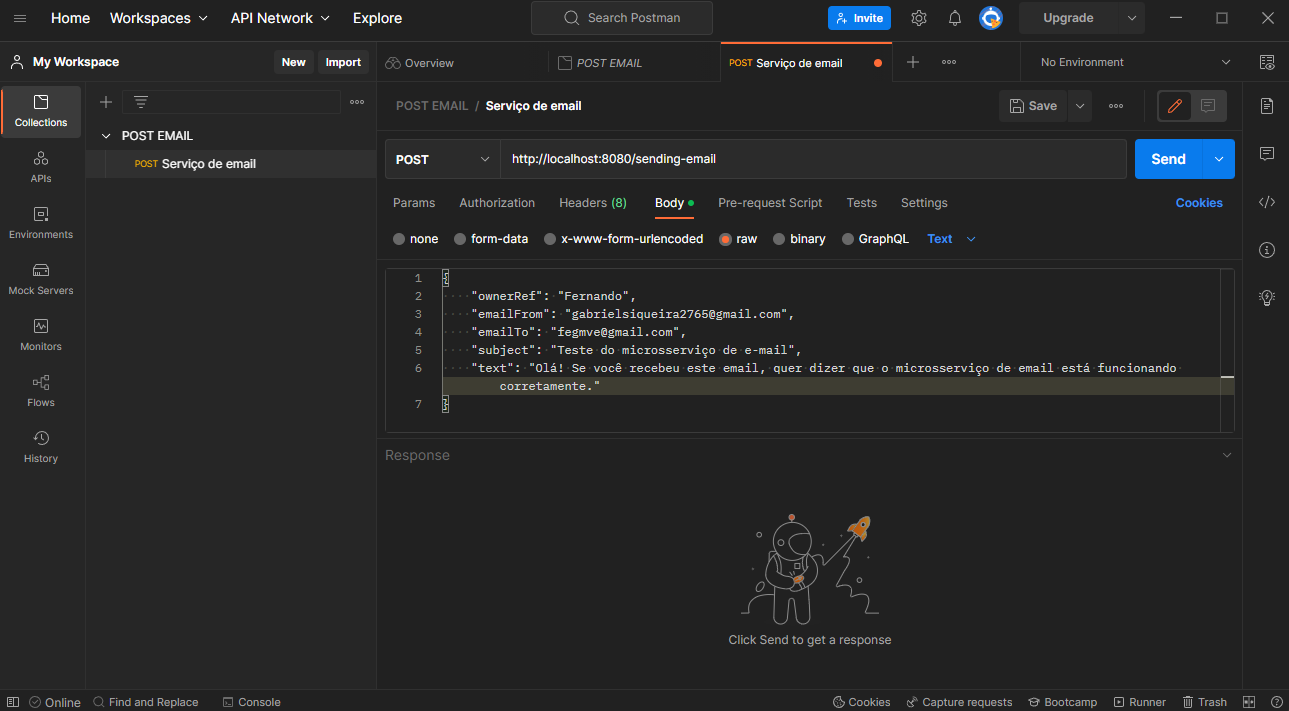 Home Workspaces API Network Explore Search Postman Invite Upgrade
My Workspace New Import Overview POST EMAIL POST Serviço de email No Environment
Collections
APIs
Environments
Mock Servers
Monitors
Flows
History
POST EMAIL
POST Serviço de email
POST EMAIL / Serviço de email Save
POST http://localhost:8080/sending-email Send
Params Authorization Headers (8) Body Pre-request Script Tests Settings Cookies
none form-data x-www-form-urlencoded raw binary GraphQL Text
1 {
2 "ownerRef": "Fernando",
3 "emailFrom": "gabrielsiqueira2765@gmail.com",
4 "emailTo": "fegmve@gmail.com",
5 "subject": "Teste do microsserviço de e-mail",
6 "text": "Olá! Se você recebeu este email, quer dizer que o microsserviço de email está funcionando
corretamente."
7 }
Response
Click Send to get a response
Online Find and Replace Console Cookies Capture requests Bootcamp Runner Trash